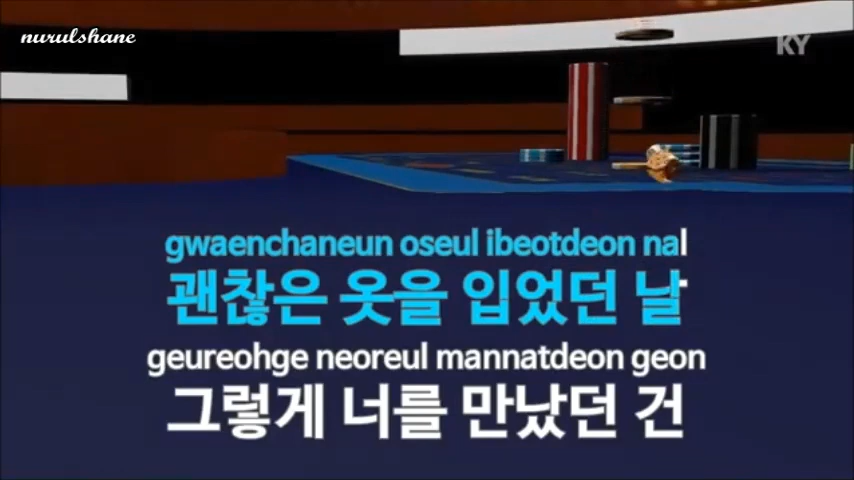 nurulshane
KY
gwaenchaneun oseul ibeotdeon nal
괜찮은 옷을 입었던 날
geureohge neoreul mannatdeon geon
그렇게 너를 만났던 건